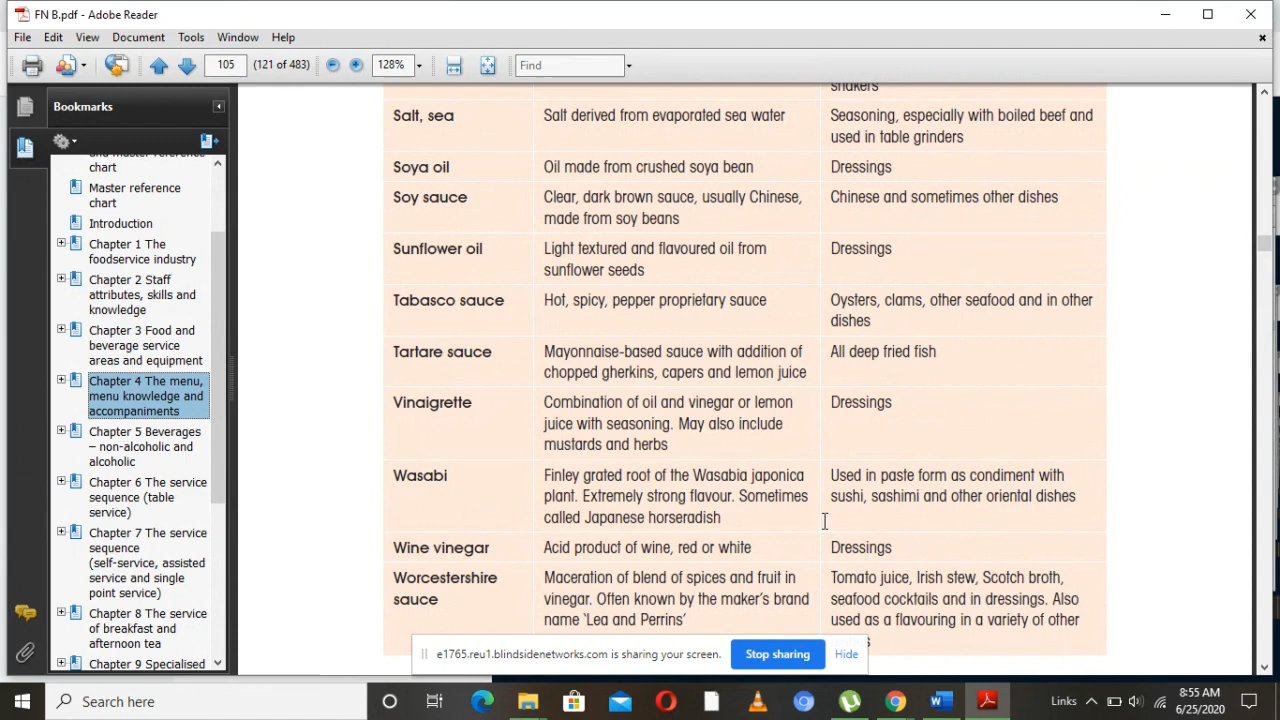 FN B.pdf - Adobe Reader
File Edit View Document Tools Window Help
105 (121 of 483) 128% Find
Bookmarks
and master reference
chart
Master reference
chart
Introduction
Chapter 1 The
foodservice industry
Chapter 2 Staff
attributes, skills and
knowledge
Chapter 3 Food and
beverage service
areas and equipment
Chapter 4 The menu,
menu knowledge and
accompaniments
Chapter 5 Beverages
– non-alcoholic and
alcoholic
Chapter 6 The service
sequence (table
service)
Chapter 7 The service
sequence
(self-service, assisted
service and single
point service)
Chapter 8 The service
of breakfast and
afternoon tea
Chapter 9 Specialised
shakers
Salt, sea Salt derived from evaporated sea water Seasoning, especially with boiled beef and
used in table grinders
Soya oil Oil made from crushed soya bean Dressings
Soy sauce Clear, dark brown sauce, usually Chinese, Chinese and sometimes other dishes
made from soy beans
Sunflower oil Light textured and flavoured oil from Dressings
sunflower seeds
Tabasco sauce Hot, spicy, pepper proprietary sauce Oysters, clams, other seafood and in other
dishes
Tartare sauce Mayonnaise-based sauce with addition of All deep fried fish
chopped gherkins, capers and lemon juice
Vinaigrette Combination of oil and vinegar or lemon Dressings
juice with seasoning. May also include
mustards and herbs
Wasabi Finley grated root of the Wasabia japonica Used in paste form as condiment with
plant. Extremely strong flavour. Sometimes sushi, sashimi and other oriental dishes
called Japanese horseradish
Wine vinegar Acid product of wine, red or white Dressings
Worcestershire Maceration of blend of spices and fruit in Tomato juice, Irish stew, Scotch broth,
sauce vinegar. Often known by the maker's brand seafood cocktails and in dressings. Also
name 'Lea and Perrins' used as a flavouring in a variety of other
e1765.reu1.blindsidenetworks.com is sharing your screen. Stop sharing Hide
Search Links 8:55 AM
6/25/2020